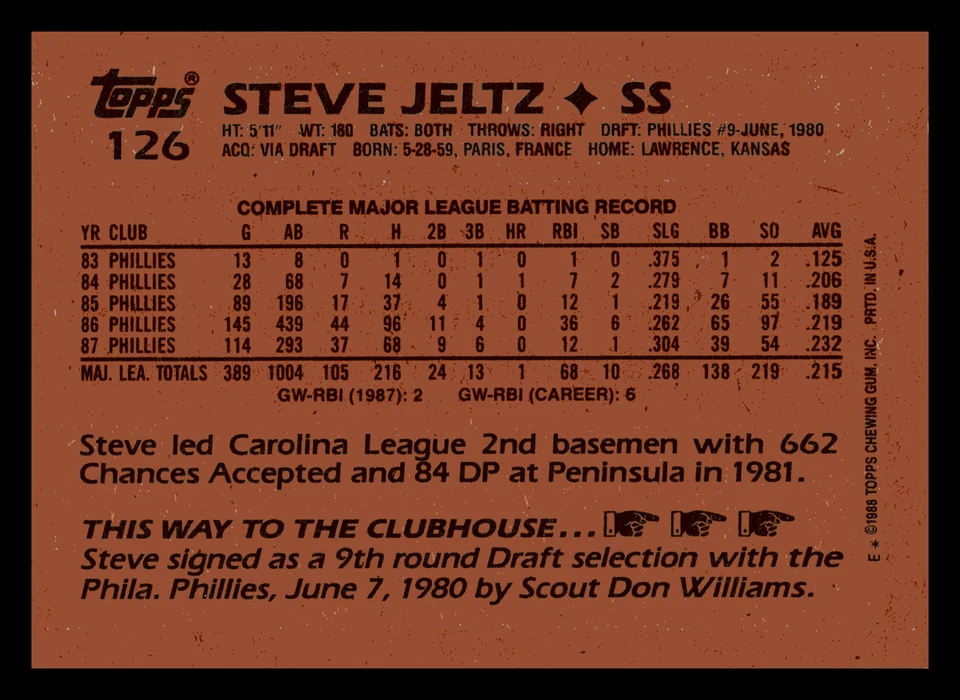 Topps®
126
STEVE JELTZ ✦ SS
HT: 5'11" WT: 180 BATS: BOTH THROWS: RIGHT DRFT: PHILLIES #9-JUNE, 1980
ACQ: VIA DRAFT BORN: 5-28-59, PARIS, FRANCE HOME: LAWRENCE, KANSAS
COMPLETE MAJOR LEAGUE BATTING RECORD
YR CLUB G AB R H 2B 3B HR RBI SB SLG BB SO AVG
83 PHILLIES 13 8 0 1 0 1 0 1 0 .375 1 2 .125
84 PHILLIES 28 68 7 14 0 1 1 7 2 .279 7 11 .206
85 PHILLIES 89 196 17 37 4 1 0 12 1 .219 26 55 .189
86 PHILLIES 145 439 44 96 11 4 0 36 6 .262 65 97 .219
87 PHILLIES 114 293 37 68 9 6 0 12 1 .304 39 54 .232
MAJ. LEA. TOTALS 389 1004 105 216 24 13 1 68 10 .268 138 219 .215
GW-RBI (1987): 2 GW-RBI (CAREER): 6
Steve led Carolina League 2nd basemen with 662
Chances Accepted and 84 DP at Peninsula in 1981.
THIS WAY TO THE CLUBHOUSE...
Steve signed as a 9th round Draft selection with the
Phila. Phillies, June 7, 1980 by Scout Don Williams.
E * ©1988 TOPPS CHEWING GUM, INC. PRTD. IN U.S.A.